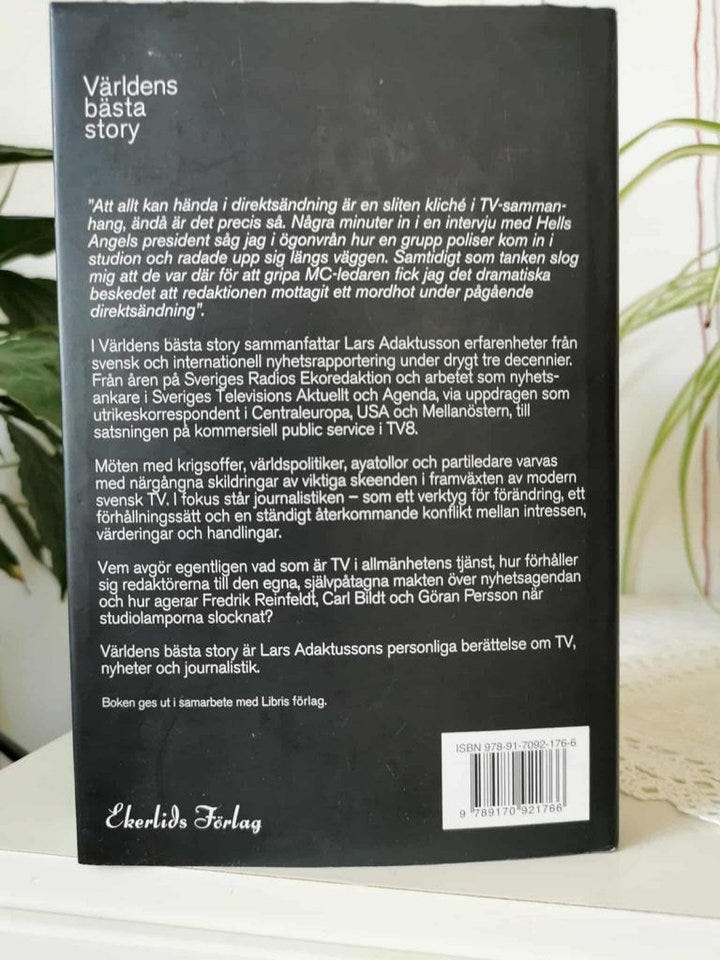 Världens
bästa
story
"Att allt kan hända i direktsändning är en sliten kliché i TV-samman-
hang, ändå är det precis så. Några minuter in i en intervju med Hells
Angels president såg jag i ögonvrån hur en grupp poliser kom in i
studion och radade upp sig längs väggen. Samtidigt som tanken slog
mig att de var där för att gripa MC-ledaren fick jag det dramatiska
beskedet att redaktionen mottagit ett mordhot under pågående
direktsändning".
I Världens bästa story sammanfattar Lars Adaktusson erfarenheter från
svensk och internationell nyhetsrapportering under drygt tre decennier.
Från åren på Sveriges Radios Ekoredaktion och arbetet som nyhets-
ankare i Sveriges Televisions Aktuellt och Agenda, via uppdragen som
utrikeskorrespondent i Centraleuropa, USA och Mellanöstern, till
satsningen på kommersiell public service i TV8.
Möten med krigsoffer, världspolitiker, ayatollor och partiledare varvas
med närgångna skildringar av viktiga skeenden i framväxten av modern
svensk TV. I fokus står journalistiken – som ett verktyg för förändring, ett
förhållningssätt och en ständigt återkommande konflikt mellan intressen,
värderingar och handlingar.
Vem avgör egentligen vad som är TV i allmänhetens tjänst, hur förhåller
sig redaktörerna till den egna, självpåtagna makten över nyhetsagendan
och hur agerar Fredrik Reinfeldt, Carl Bildt och Göran Persson när
studiolamporna slocknat?
Världens bästa story är Lars Adaktussons personliga berättelse om TV,
nyheter och journalistik.
Boken ges ut i samarbete med Libris förlag.
ISBN 978-91-7092-176-6
9 789170 921766
Ekerlids Förlag